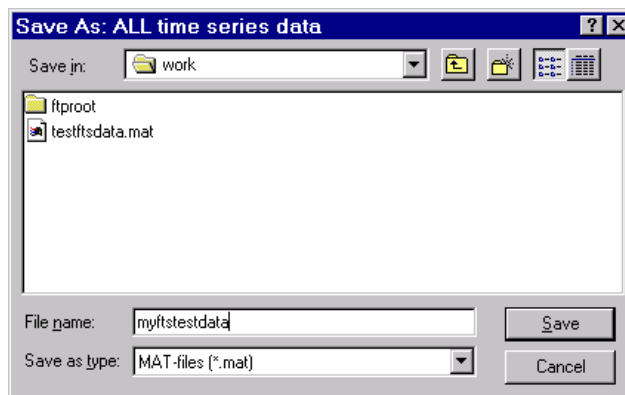 Save As: ALL time series data
Save in: work
ftproot
testftsdata.mat
File name: myftstestdata Save
Save as type: MAT-files (*.mat) Cancel